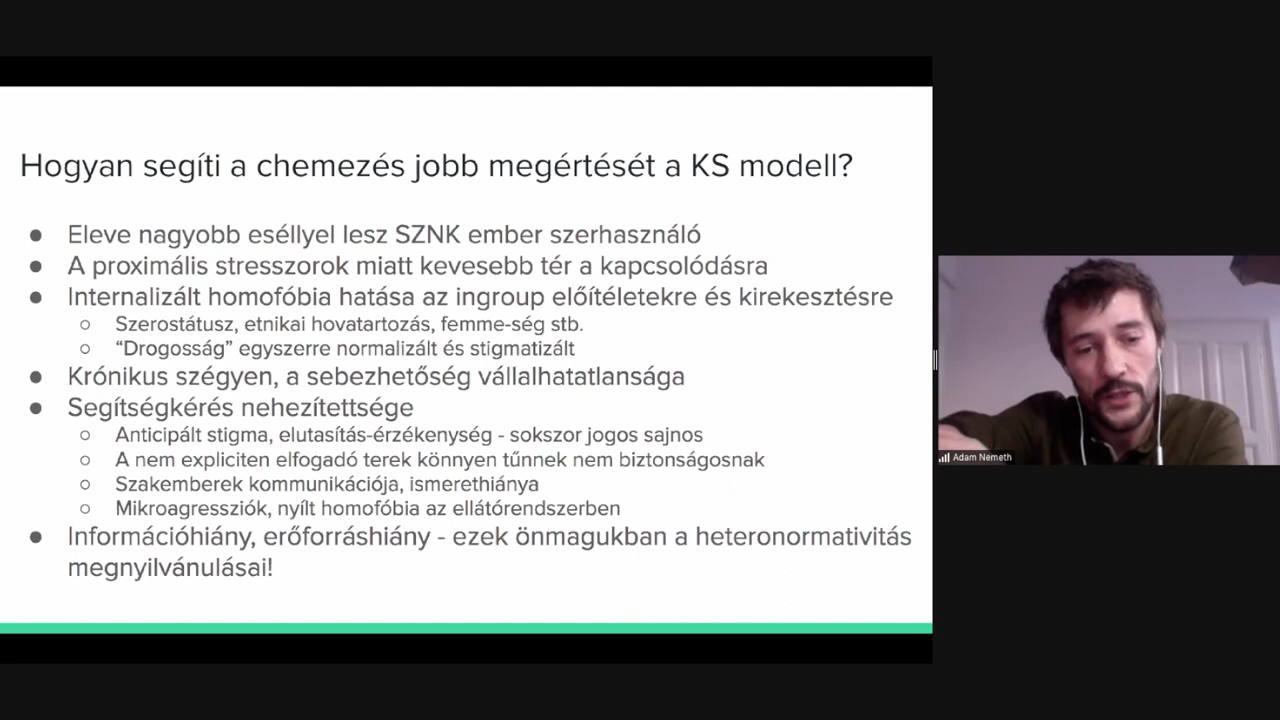 Hogyan segíti a chemezés jobb megértését a KS modell?
● Eleve nagyobb eséllyel lesz SZNK ember szerhasználó
● A proximális stresszorok miatt kevesebb tér a kapcsolódásra
● Internalizált homofóbia hatása az ingroup előítéletekre és kirekesztésre
○ Szerostátusz, etnikai hovatartozás, femme-ség stb.
○ “Drogosság” egyszerre normalizált és stigmatizált
● Krónikus szégyen, a sebezhetőség vállalhatatlansága
● Segítségkérés nehezítettsége
○ Anticipált stigma, elutasítás-érzékenység - sokszor jogos sajnos
○ A nem expliciten elfogadó terek könnyen tűnnek nem biztonságosnak
○ Szakemberek kommunikációja, ismerethiánya
○ Mikroagressziók, nyílt homofóbia az ellátórendszerben
● Információhiány, erőforráshiány - ezek önmagukban a heteronormativitás
megnyilvánulásai!
Adam Nemeth